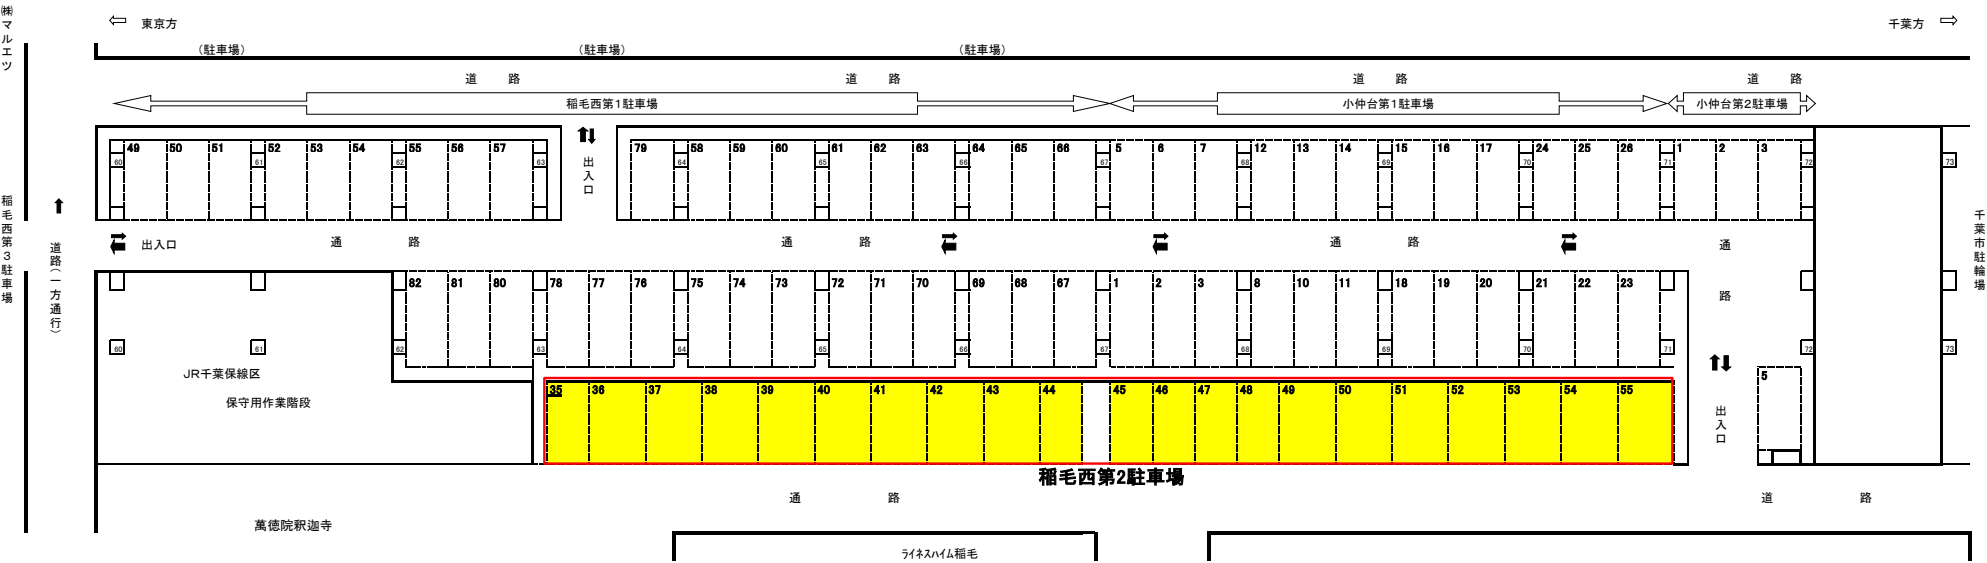 ㈱マルエツ
⇦ 東京方
千葉方 ⇨
(駐車場) (駐車場) (駐車場)
道 路 道 路 道 路 道 路
稲毛西第1駐車場 小仲台第1駐車場 小仲台第2駐車場
49 50 51 52 53 54 55 56 57 79 58 59 60 61 62 63 64 65 66 5 6 7 12 13 14 15 16 17 24 25 26 1 2 3
60 61 62 63 64 65 66 67 68 69 70 71 72 73
出入口
稲毛西第3駐車場
道路(一方通行)
出入口 通 路 通 路 通 路 通
路
千葉市駐輪場
82 81 80 78 77 76 75 74 73 72 71 70 69 68 67 1 2 3 8 10 11 18 19 20 21 22 23
60 61 62 63 64 65 66 67 68 69 70 71 72 73
JR千葉保線区
保守用作業階段
35 36 37 38 39 40 41 42 43 44 45 46 47 48 49 50 51 52 53 54 55
5
出入口
稲毛西第2駐車場
通 路 道 路
萬徳院釈迦寺
ライネスハイム稲毛